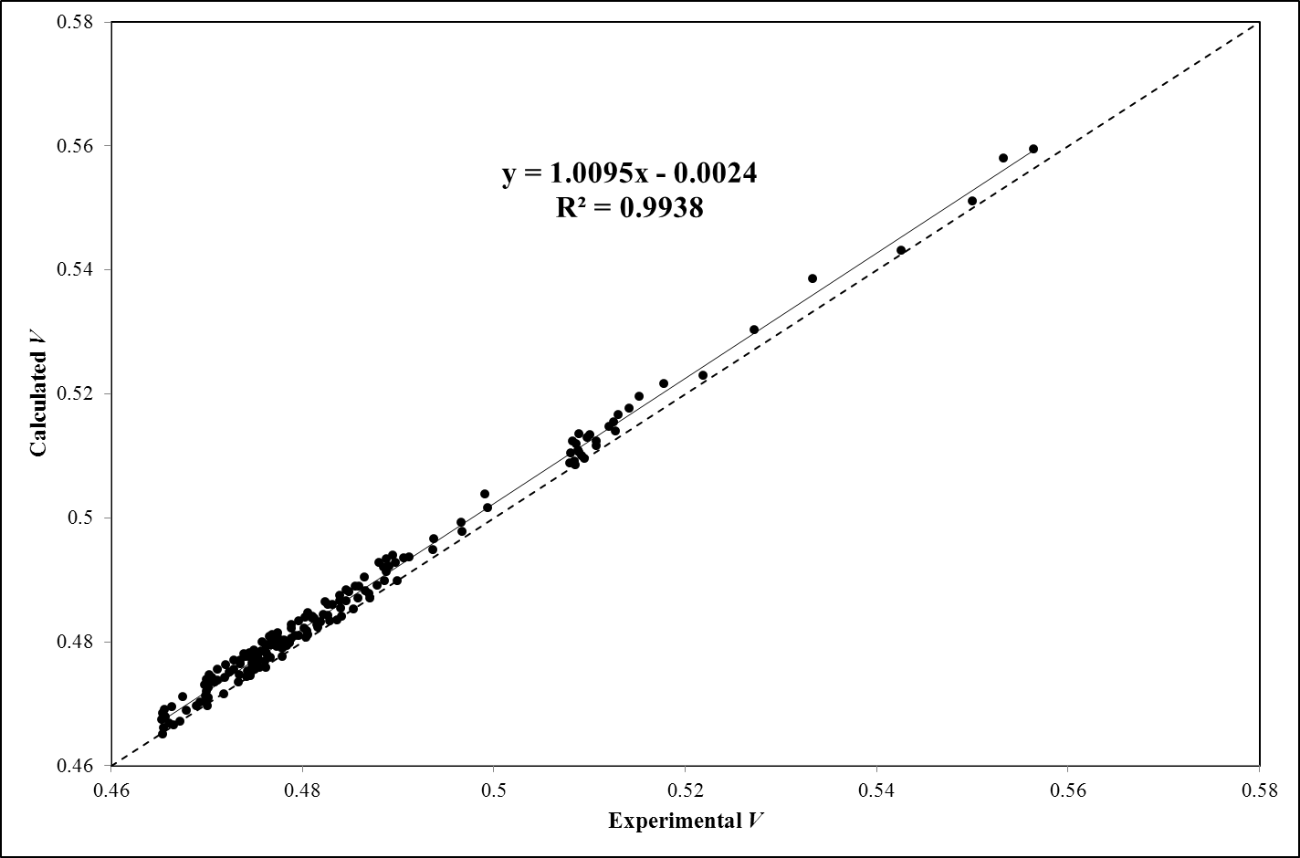 0.58
0.56
0.54
0.52
0.5
0.48
0.46
Calculated V
y = 1.0095x - 0.0024
R² = 0.9938
0.46 0.48 0.5 0.52 0.54 0.56 0.58
Experimental V